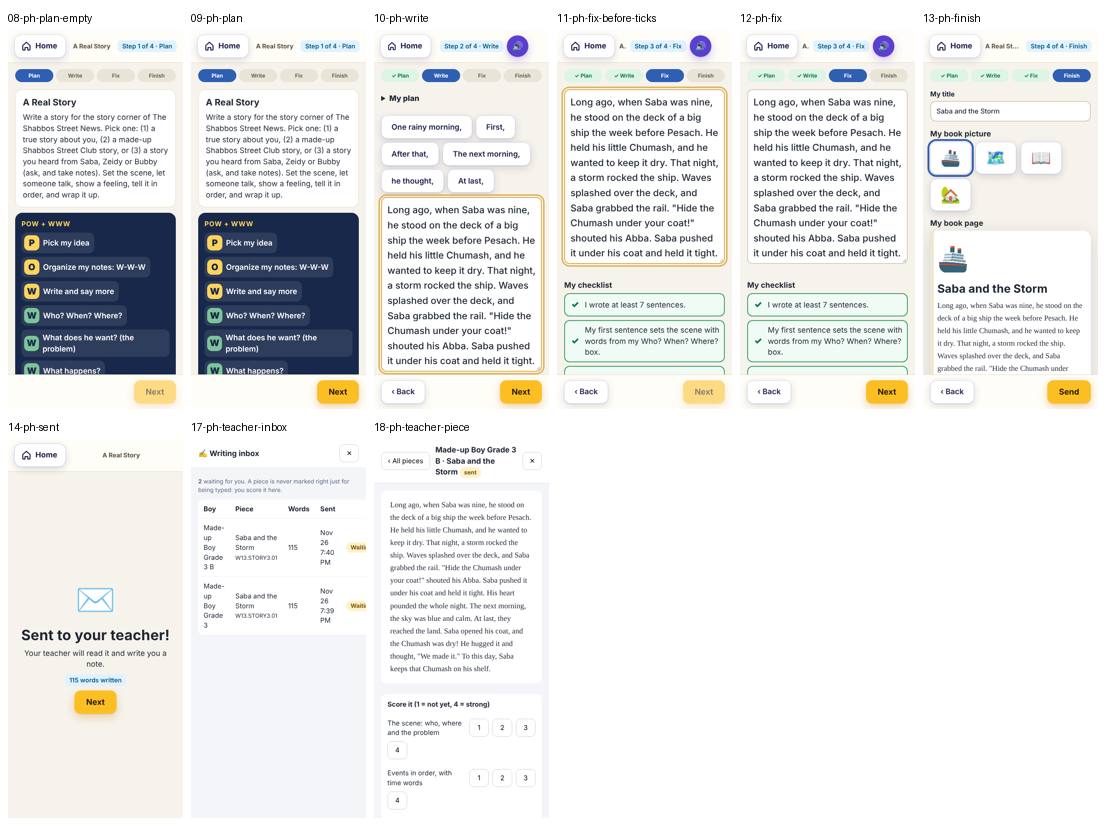 08-ph-plan-empty
Home
A Real Story
Step 1 of 4 · Plan
Plan
Write
Fix
Finish
A Real Story
Write a story for the story corner of The
Shabbos Street News. Pick one: (1) a
true story about you, (2) a made-up
Shabbos Street Club story, or (3) a story
you heard from Saba, Zeidy or Bubby
(ask, and take notes). Set the scene, let
someone talk, show a feeling, tell it in
order, and wrap it up.
POW + WWW
P Pick my idea
O Organize my notes: W-W-W
W Write and say more
W Who? When? Where?
W What does he want? (the
problem)
W What happens?
Next
09-ph-plan
Home
A Real Story
Step 1 of 4 · Plan
Plan
Write
Fix
Finish
A Real Story
Write a story for the story corner of The
Shabbos Street News. Pick one: (1) a
true story about you, (2) a made-up
Shabbos Street Club story, or (3) a story
you heard from Saba, Zeidy or Bubby
(ask, and take notes). Set the scene, let
someone talk, show a feeling, tell it in
order, and wrap it up.
POW + WWW
P Pick my idea
O Organize my notes: W-W-W
W Write and say more
W Who? When? Where?
W What does he want? (the
problem)
W What happens?
Next
10-ph-write
Home
Step 2 of 4 · Write
✓ Plan
Write
Fix
Finish
▶ My plan
One rainy morning,
First,
After that,
The next morning,
he thought,
At last,
Long ago, when Saba was nine,
he stood on the deck of a big
ship the week before Pesach. He
held his little Chumash, and he
wanted to keep it dry. That night,
a storm rocked the ship. Waves
splashed over the deck, and
Saba grabbed the rail. "Hide the
Chumash under your coat!"
shouted his Abba. Saba pushed
it under his coat and held it tight.
‹ Back
Next
11-ph-fix-before-ticks
Home
A.
Step 3 of 4 · Fix
✓ Plan
✓ Write
Fix
Finish
Long ago, when Saba was nine,
he stood on the deck of a big
ship the week before Pesach. He
held his little Chumash, and he
wanted to keep it dry. That night,
a storm rocked the ship. Waves
splashed over the deck, and
Saba grabbed the rail. "Hide the
Chumash under your coat!"
shouted his Abba. Saba pushed
it under his coat and held it tight.
My checklist
✓ I wrote at least 7 sentences.
✓ My first sentence sets the scene with
words from my Who? When? Where?
box.
‹ Back
Next
12-ph-fix
Home
A.
Step 3 of 4 · Fix
✓ Plan
✓ Write
Fix
Finish
Long ago, when Saba was nine,
he stood on the deck of a big
ship the week before Pesach. He
held his little Chumash, and he
wanted to keep it dry. That night,
a storm rocked the ship. Waves
splashed over the deck, and
Saba grabbed the rail. "Hide the
Chumash under your coat!"
shouted his Abba. Saba pushed
it under his coat and held it tight.
My checklist
✓ I wrote at least 7 sentences.
✓ My first sentence sets the scene with
words from my Who? When? Where?
box.
‹ Back
Next
13-ph-finish
Home
A Real St...
Step 4 of 4 · Finish
✓ Plan
✓ Write
✓ Fix
Finish
My title
Saba and the Storm
My book picture
My book page
Saba and the Storm
Long ago, when Saba was nine, he stood on the
deck of a big ship the week before Pesach. He
held his little Chumash, and he wanted to keep
it dry. That night, a storm rocked the ship.
Waves splashed over the deck, and Saba
grabbed the rail. "Hide the Chumash under
‹ Back
Send
14-ph-sent
Home
A Real Story
Sent to your teacher!
Your teacher will read it and write you a
note.
115 words written
Next
17-ph-teacher-inbox
Writing inbox
×
2 waiting for you. A piece is never marked right just for
being typed: you score it here.
Boy Piece Words Sent
Made-
up
Boy
Grade
3 B
Saba and the
Storm
W13.STORY3.01
115
Nov
26
7:40
PM
Waiti
Made-
up
Boy
Grade
3
Saba and the
Storm
W13.STORY3.01
115
Nov
26
7:39
PM
Waiti
18-ph-teacher-piece
‹ All pieces
Made-up Boy Grade 3
B · Saba and the
Storm sent
×
Long ago, when Saba was nine, he stood on
the deck of a big ship the week before Pesach.
He held his little Chumash, and he wanted to
keep it dry. That night, a storm rocked the
ship. Waves splashed over the deck, and Saba
grabbed the rail. "Hide the Chumash under
your coat!" shouted his Abba. Saba pushed it
under his coat and held it tight. His heart
pounded the whole night. The next morning,
the sky was blue and calm. At last, they
reached the land. Saba opened his coat, and
the Chumash was dry! He hugged it and
thought, "We made it." To this day, Saba
keeps that Chumash on his shelf.
Score it (1 = not yet, 4 = strong)
The scene: who, where
and the problem
1
2
3
4
Events in order, with
time words
1
2
3
4